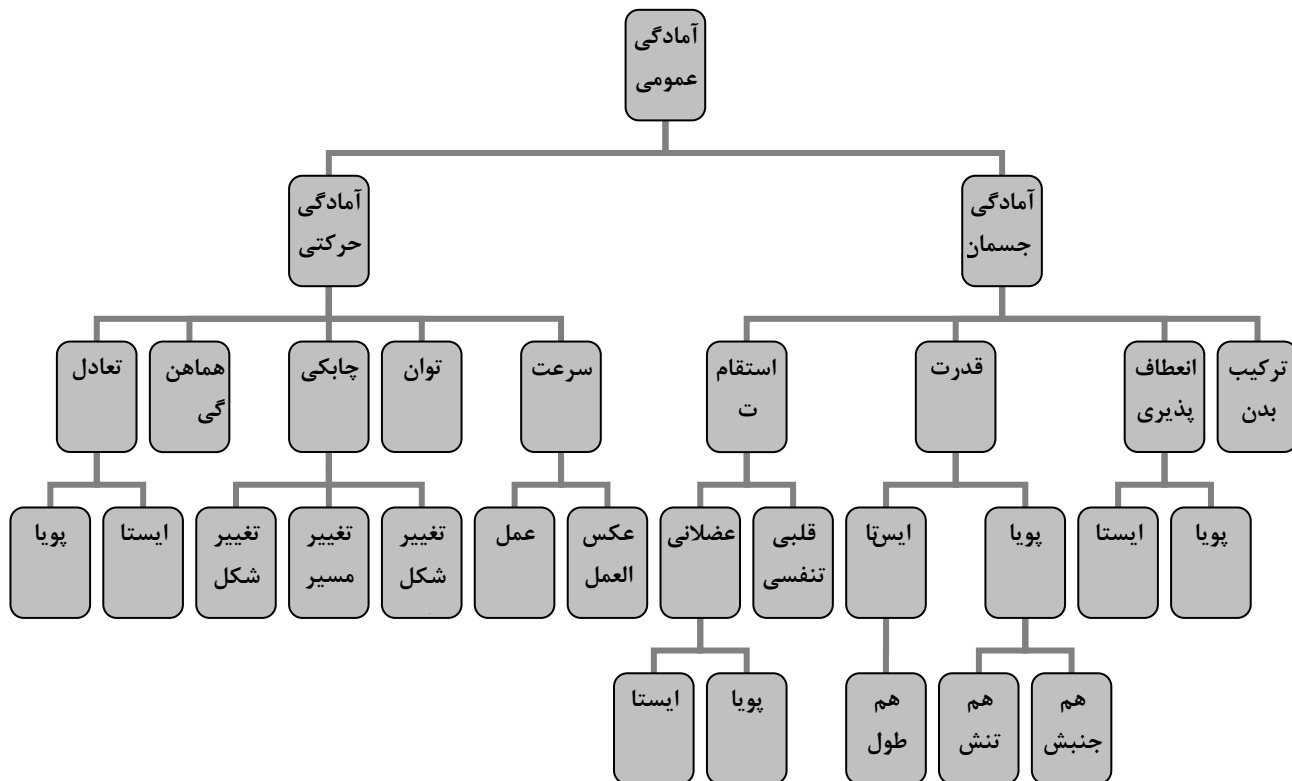 آمادگی
عمومی
آمادگی
جسمان
آمادگی
حرکتی
ترکیب
بدن
انعطاف
پذیری
قدرت
استقام
ت
سرعت
توان
چابکی
هماهن
گی
تعادل
پویا
ایستا
پویا
ایستا
قلبی
تنفسی
عضلانی
عکس
العمل
عمل
تغییر
شکل
تغییر
مسیر
تغییر
شکل
ایستا
پویا
هم
جنبش
هم
تنش
هم
طول
پویا
ایستا